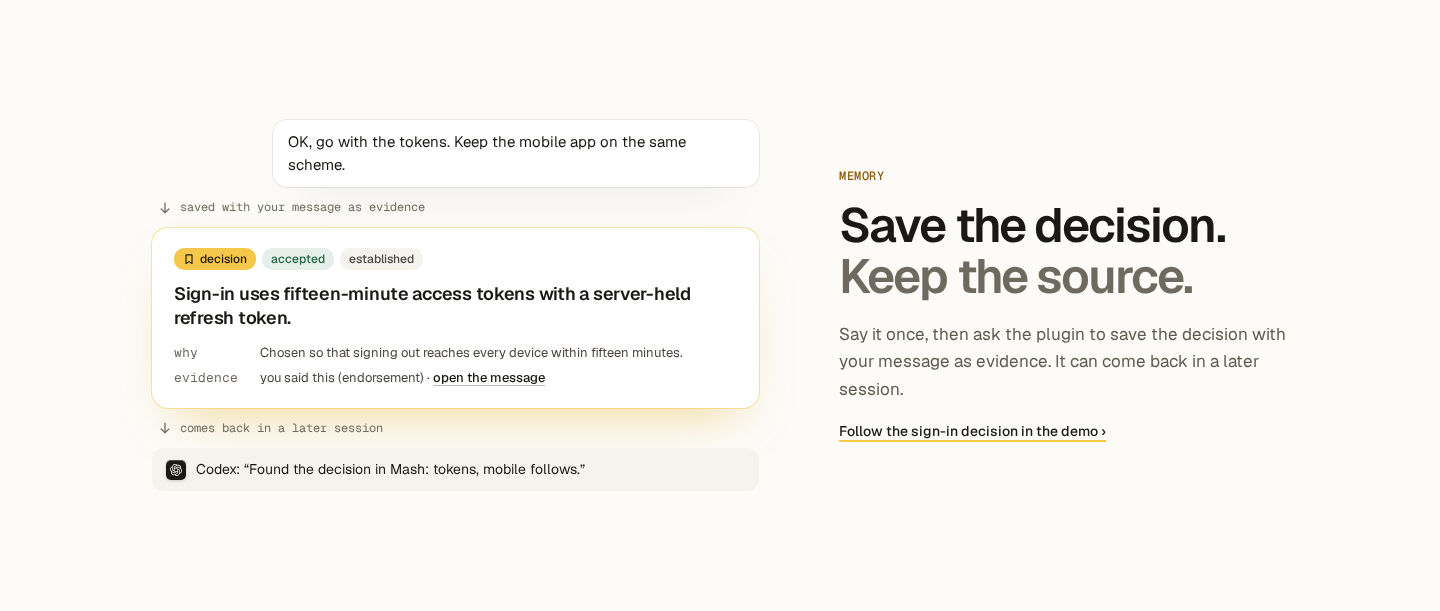 OK, go with the tokens. Keep the mobile app on the same
scheme.
saved with your message as evidence
decision
accepted
established
Sign-in uses fifteen-minute access tokens with a server-held
refresh token.
why Chosen so that signing out reaches every device within fifteen minutes.
evidence you said this (endorsement) · open the message
comes back in a later session
Codex: “Found the decision in Mash: tokens, mobile follows.”
MEMORY
Save the decision.
Keep the source.
Say it once, then ask the plugin to save the decision with
your message as evidence. It can come back in a later
session.
Follow the sign-in decision in the demo ›